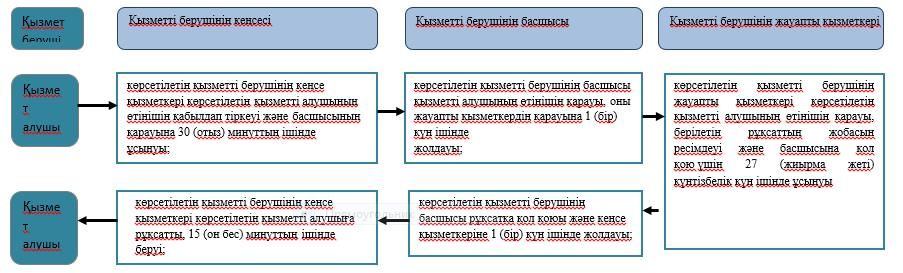 Қызмет
беруші
Қызметті берушінің кеңсесі
Қызметті берушінің басшысы
Қызметті берушінің жауапты қызметкері
Қызме
т
алушы
көрсетілетін қызметті берушінің кеңсе
қызметкері көрсетілетін қызметті алушының
өтінішін қабылдап тіркеуі және басшысының
қарауына 30 (отыз) минуттың ішінде
ұсынуы;
көрсетілетін қызметті берушінің басшысы
қызметті алушының өтінішін қарауы, оны
жауапты қызметкердің қарауына 1 (бір)
күн ішінде
жолдауы;
көрсетілетін қызметті берушінің
жауапты қызметкері көрсетілетін
қызметті алушының өтінішін қарауы,
берілетін рұқсаттың жобасын
ресімдеуі және басшысына қол
қою үшін 27 (жиырма жеті)
күнтізбелік күн ішінде ұсынуы
Қызме
т
алушы
көрсетілетін қызметті берушінің кеңсе
қызметкері көрсетілетін қызметті алушыға
рұқсатты, 15 (он бес) минуттың ішінде
беруі;
көрсетілетін қызметті берушінің
басшысы рұқсатқа қол қоюы және кеңсе
қызметкеріне 1 (бір) күн ішінде жолдауы;